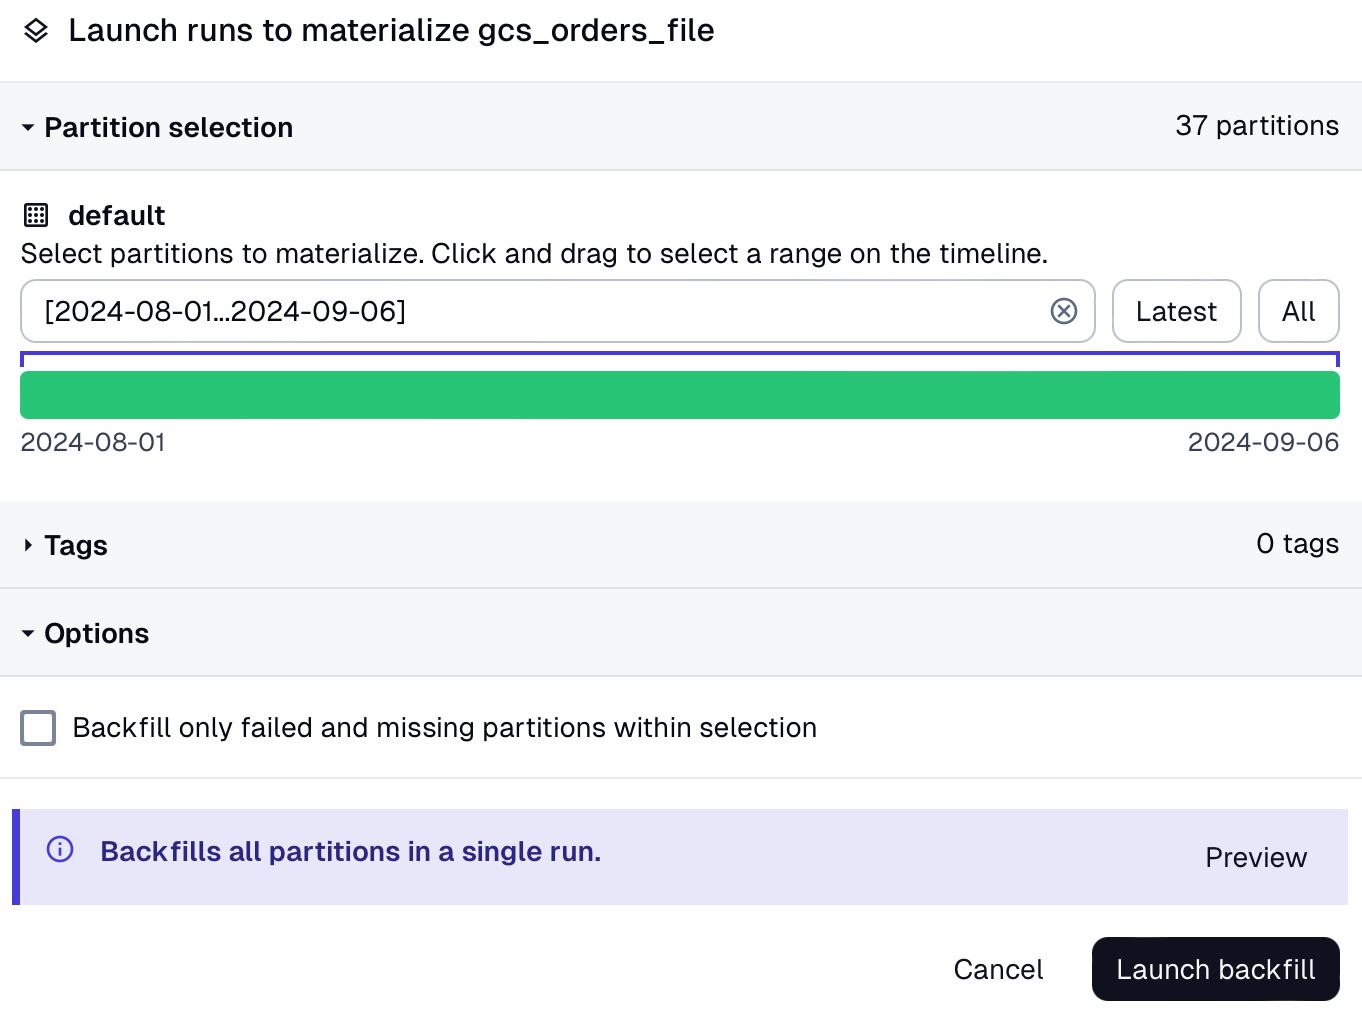 Launch runs to materialize gcs_orders_file
Partition selection
37 partitions
default
Select partitions to materialize. Click and drag to select a range on the timeline.
[2024-08-01...2024-09-06]
Latest
All
2024-08-01
2024-09-06
Tags
0 tags
Options
Backfill only failed and missing partitions within selection
Backfills all partitions in a single run.
Preview
Cancel
Launch backfill